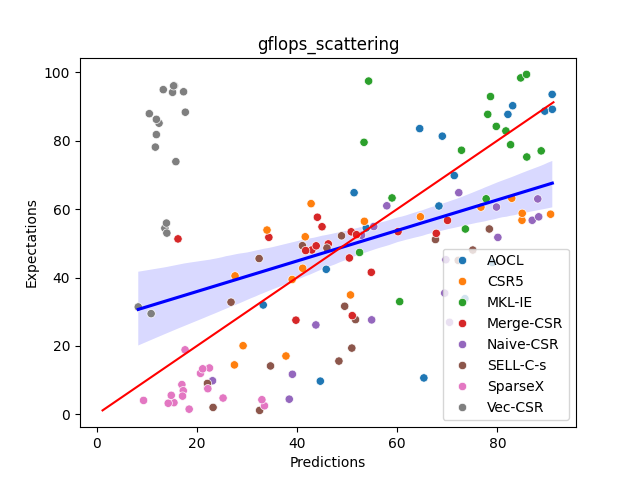 gflops_scattering
100
80
60
40
20
0
Expectations
AOCL
CSR5
MKL-IE
Merge-CSR
Naive-CSR
SELL-C-s
SparseX
Vec-CSR
0 20 40 60 80
Predictions